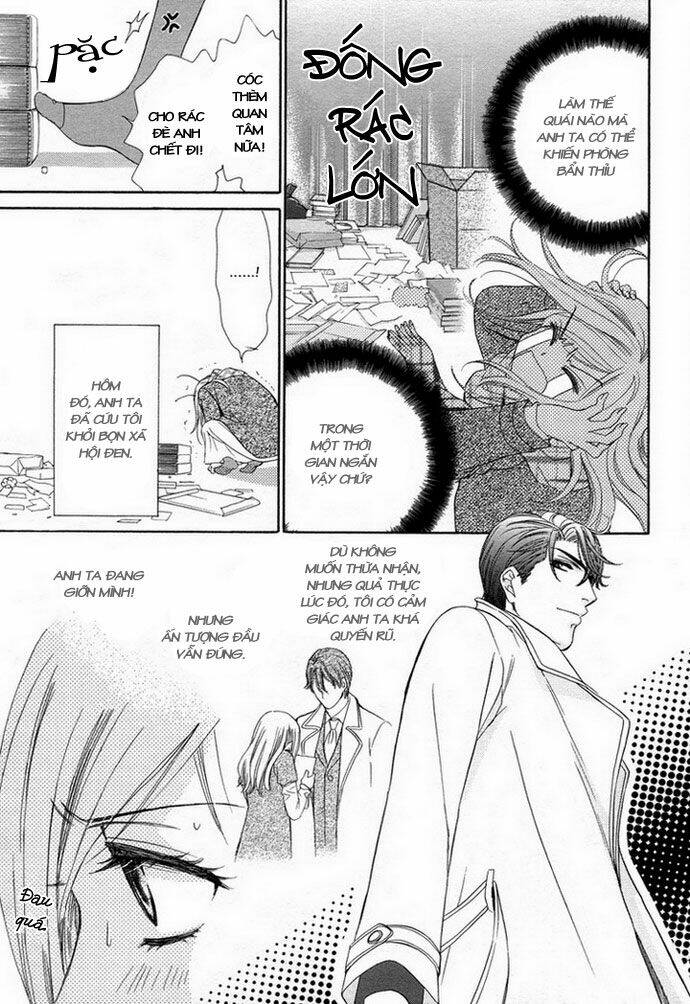 LÀM THẾ
QUÁI NÀO MÀ
ANH TA CÓ THỂ
KHIẾN PHÒNG
BẨN THỈU
ĐỐNG
RÁC
LỚN
TRONG
MỘT THỜI
GIAN NGẮN
VẬY CHỨ?
CÓC
THÈM
QUAN
TÂM
NỮA!
CHO RÁC
ĐÈ ANH
CHẾT ĐI!
PẶC
.......!
HÔM
ĐÓ, ANH TA
ĐÃ CỨU TÔI
KHỎI BỌN XÃ
HỘI ĐEN.
DÙ KHÔNG
MUỐN THỪA NHẬN,
NHƯNG QUẢ THỰC
LÚC ĐÓ, TÔI CÓ CẢM
GIÁC ANH TA KHÁ
QUYẾN RŨ.
NHƯNG
ẤN TƯỢNG ĐẦU
VẪN ĐÚNG.
ANH TA ĐANG
GIỠN MÌNH!
Đau
quá.